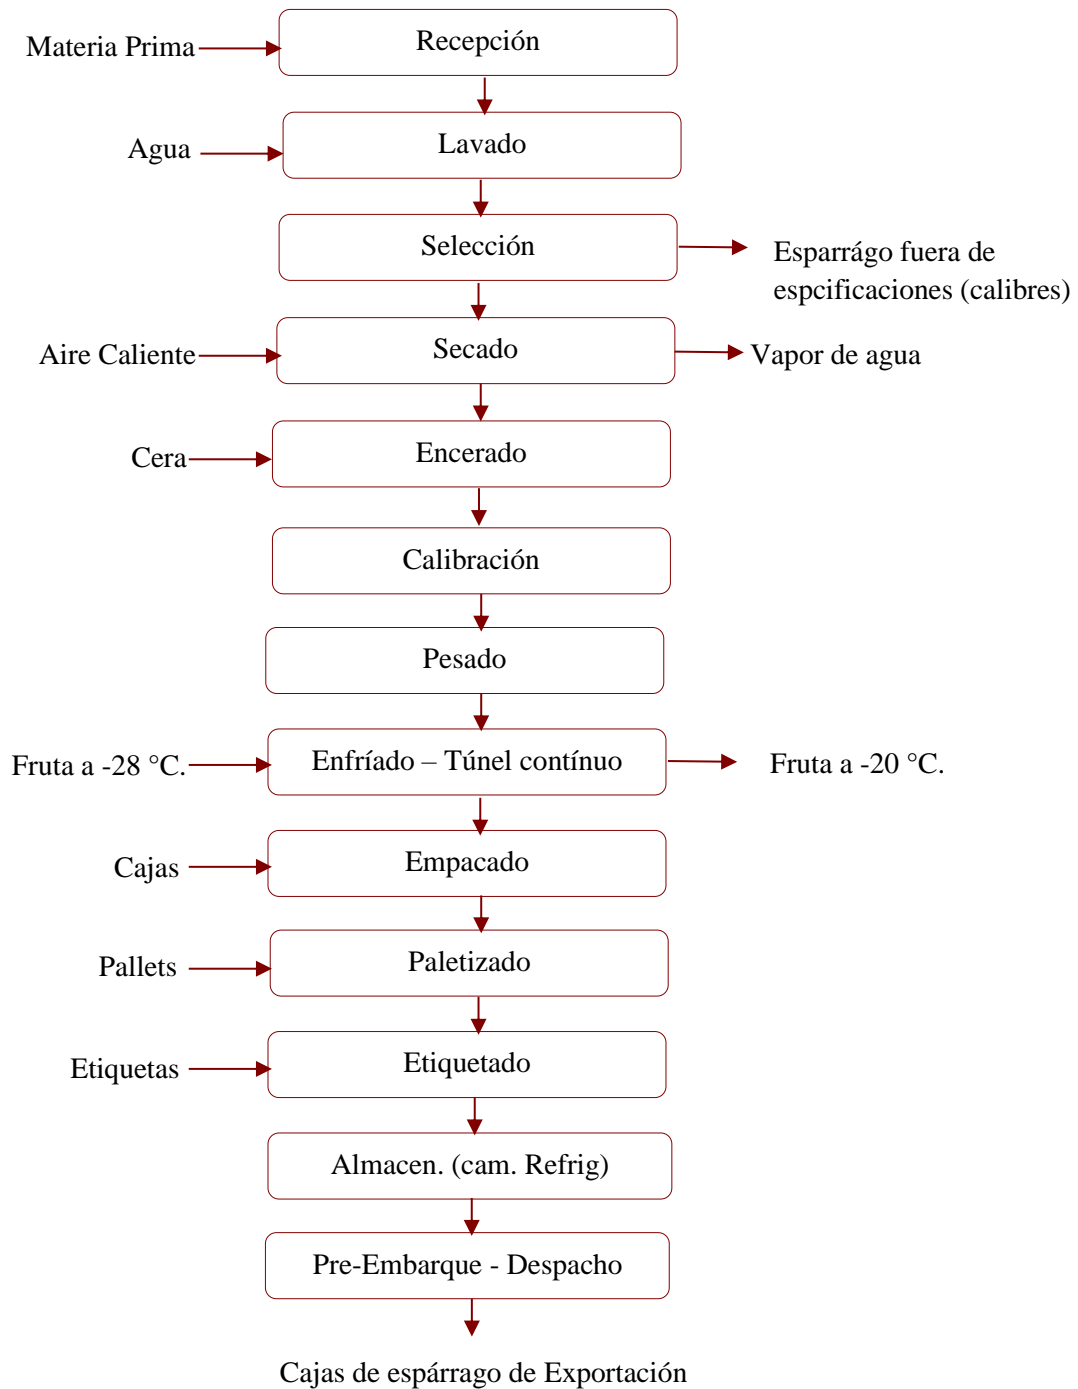 Materia Prima
Recepción
Agua
Lavado
Selección
Esparrágo fuera de
espcificaciones (calibres)
Aire Caliente
Secado
Vapor de agua
Cera
Encerado
Calibración
Pesado
Fruta a -28 °C.
Enfríado – Túnel contínuo
Fruta a -20 °C.
Cajas
Empacado
Pallets
Paletizado
Etiquetas
Etiquetado
Almacen. (cam. Refrig)
Pre-Embarque - Despacho
Cajas de espárrago de Exportación